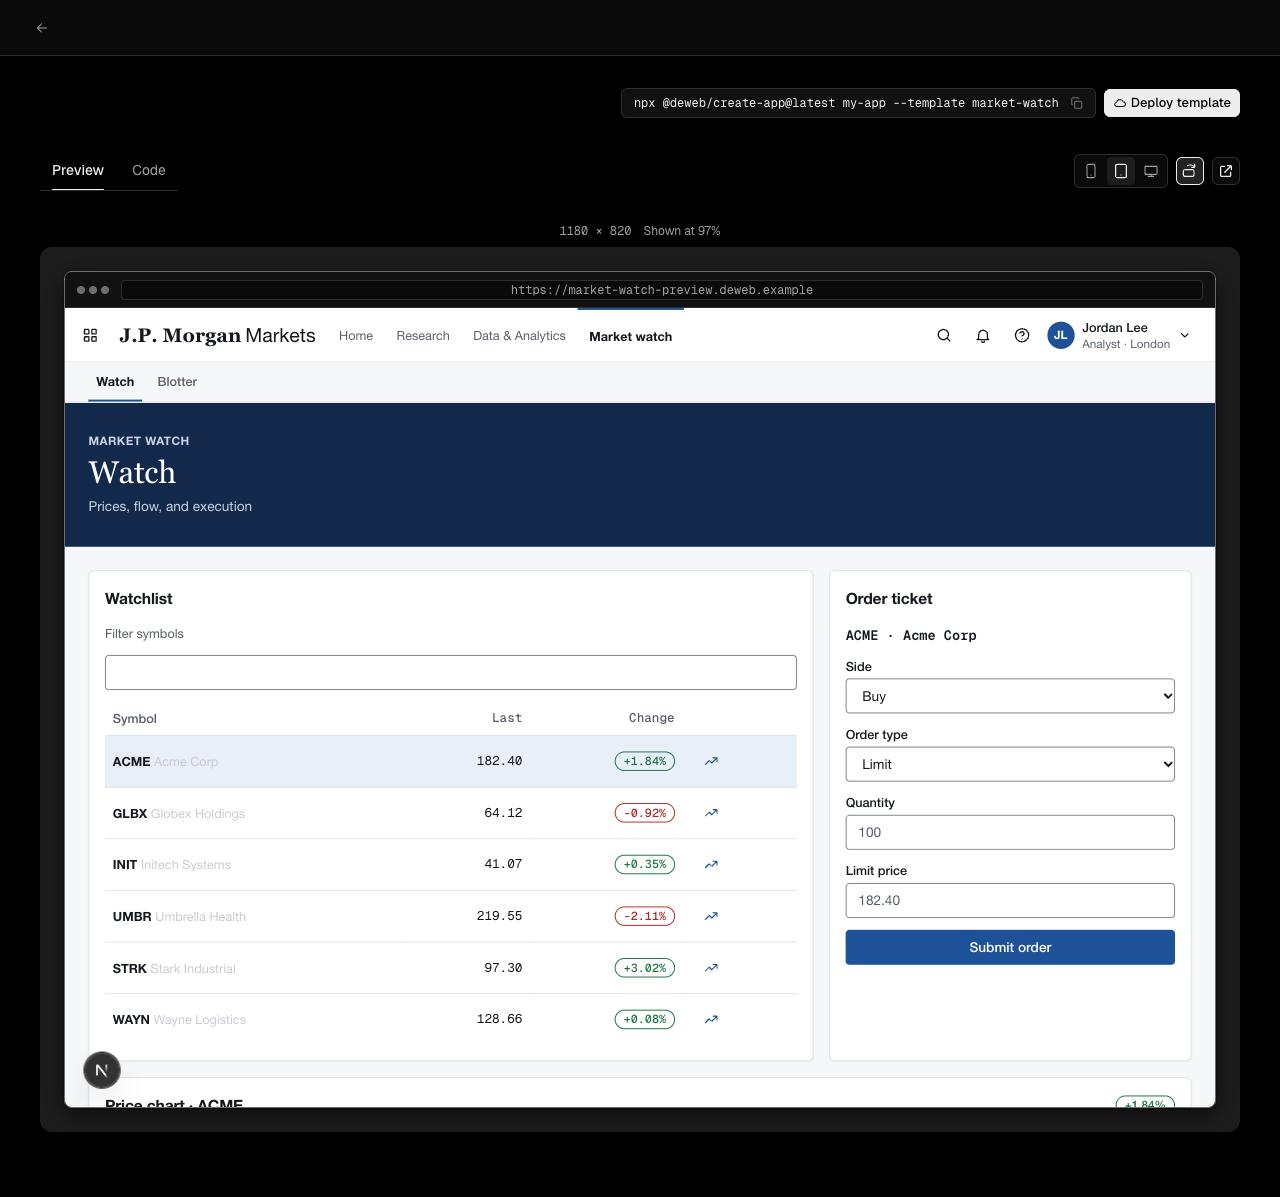 npx @deweb/create-app@latest my-app --template market-watch
Deploy template
Preview Code
1180 × 820 Shown at 97%
https://market-watch-preview.deweb.example
J.P. Morgan Markets Home Research Data & Analytics Market watch
JL Jordan Lee
Analyst · London
Watch Blotter
MARKET WATCH
Watch
Prices, flow, and execution
Watchlist
Filter symbols
Symbol Last Change
ACME Acme Corp 182.40 +1.84%
GLBX Globex Holdings 64.12 -0.92%
INIT Initech Systems 41.07 +0.35%
UMBR Umbrella Health 219.55 -2.11%
STRK Stark Industrial 97.30 +3.02%
WAYN Wayne Logistics 128.66 +0.08%
Order ticket
ACME · Acme Corp
Side
Buy
Order type
Limit
Quantity
100
Limit price
182.40
Submit order
N
Price chart · ACME +1.84%